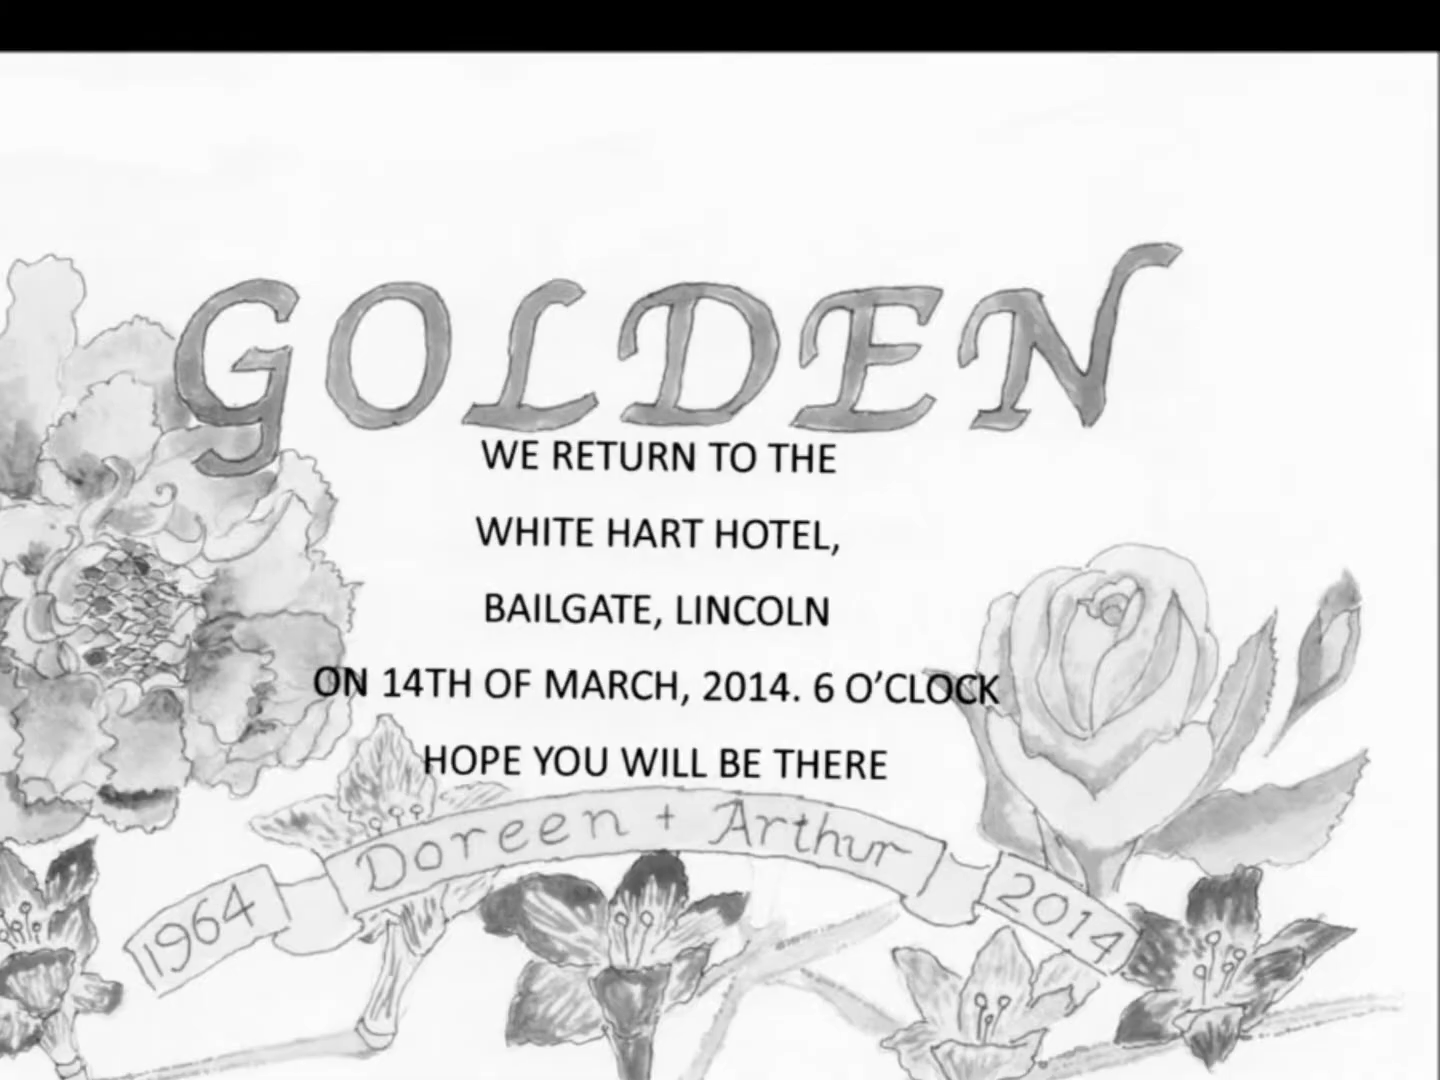 GOLDEN
WE RETURN TO THE
WHITE HART HOTEL,
BAILGATE, LINCOLN
ON 14TH OF MARCH, 2014. 6 O'CLOCK
HOPE YOU WILL BE THERE
1964 Doreen + Arthur 2014